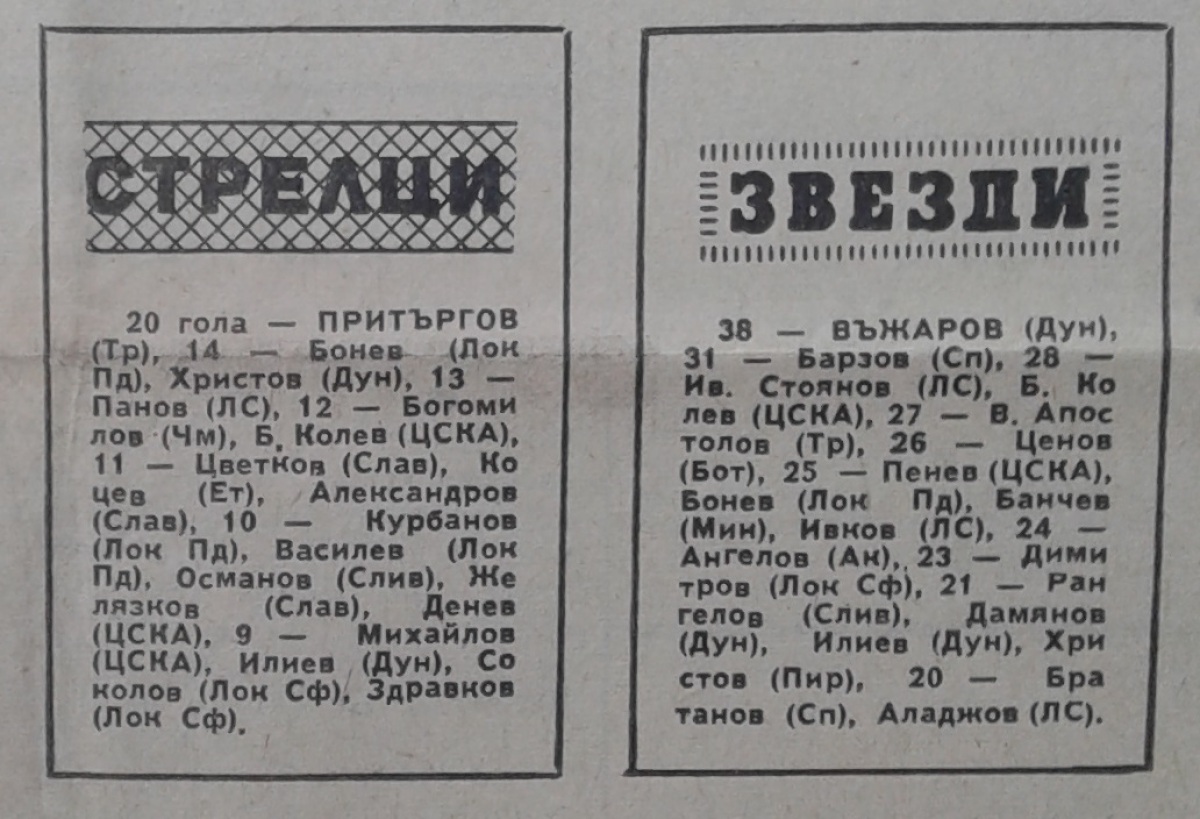 СТРЕЛЦИ
20 гола — ПРИТЪРГОВ
(Тр), 14 — Бонев (Лок
Пд), Христов (Дун), 13 —
Панов (ЛС), 12 — Богоми
лов (Чм), Б. Колев (ЦСКА),
11 — Цветков (Слав), Ко
цев (Ет), Александров
(Слав), 10 — Курбанов
(Лок Пд), Василев (Лок
Пд), Османов (Слив), Же
лязков (Слав), Денев
(ЦСКА), 9 — Михайлов
(ЦСКА), Илиев (Дун), Со
колов (Лок Сф), Здравков
(Лок Сф).
ЗВЕЗДИ
38 — ВЪЖАРОВ (Дун),
31 — Барзов (Сп), 28 —
Ив. Стоянов (ЛС), Б. Ко
лев (ЦСКА), 27 — В. Апос
толов (Тр), 26 — Ценов
(Бот), 25 — Пенев (ЦСКА),
Бонев (Лок Пд), Банчев
(Мин), Ивков (ЛС), 24 —
Ангелов (Ак), 23 — Дими
тров (Лок Сф), 21 — Ран
гелов (Слив), Дамянов
(Дун), Илиев (Дун), Хри
стов (Пир), 20 — Бра
танов (Сп), Аладжов (ЛС).